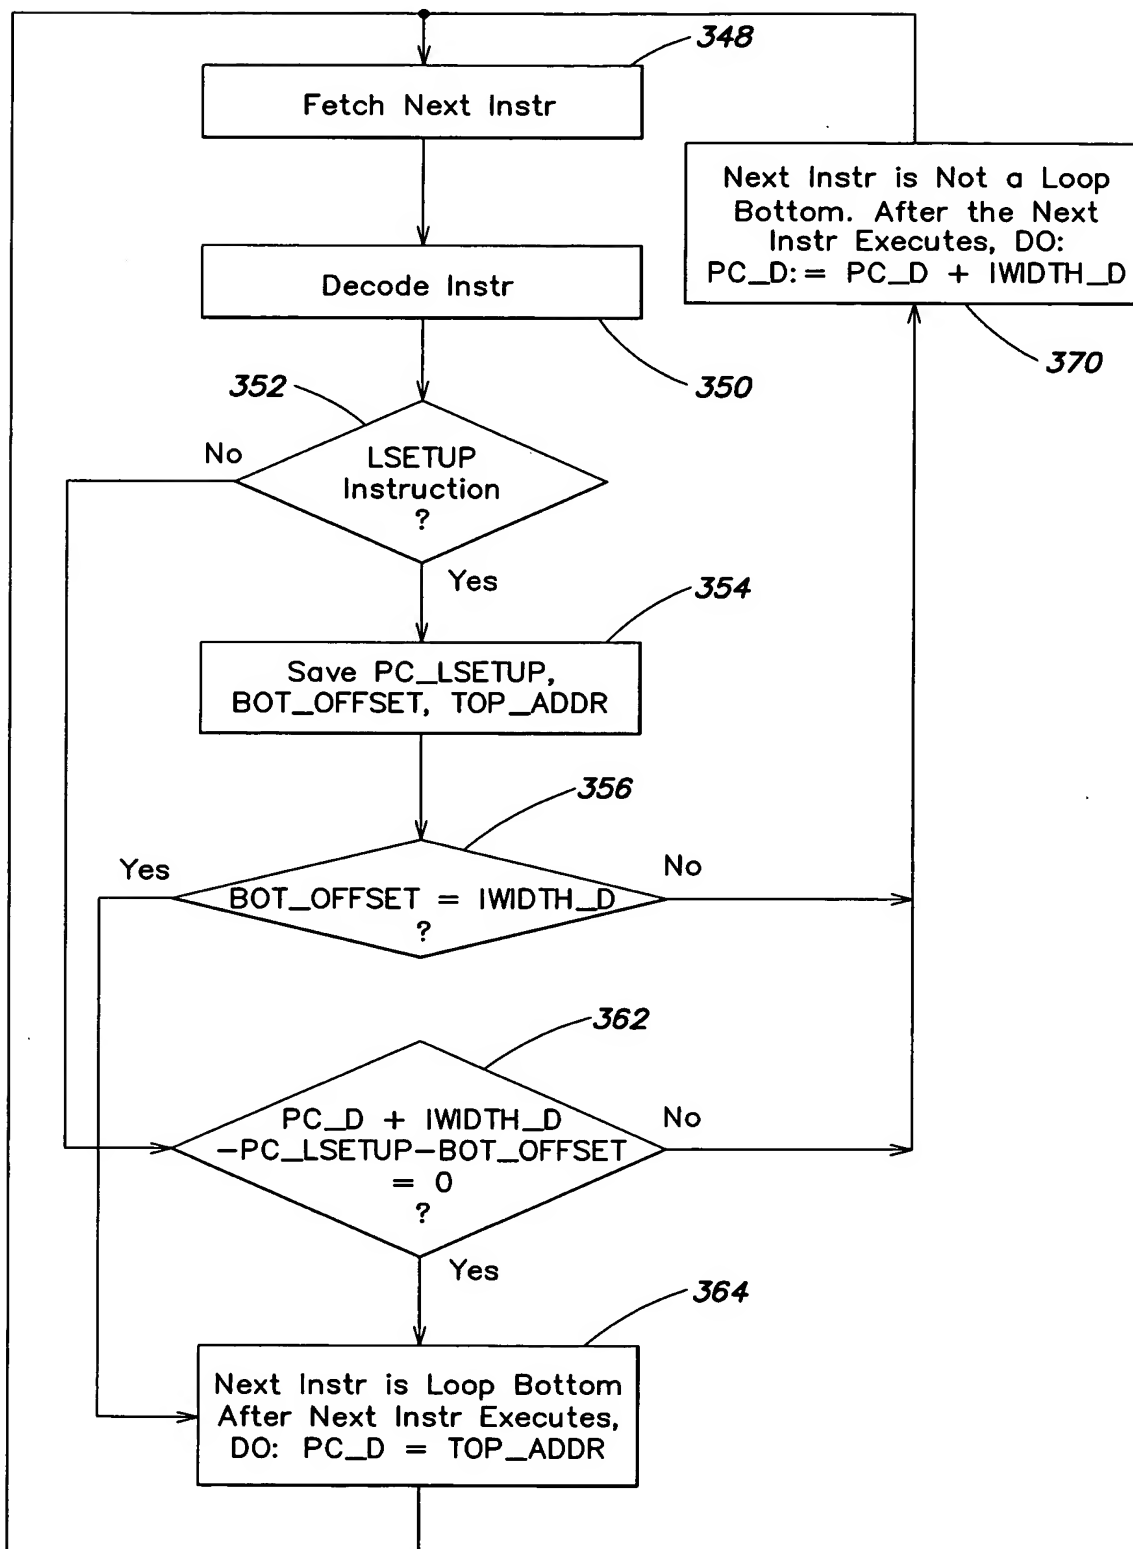 348
Fetch Next Instr
Next Instr is Not a Loop
Bottom. After the Next
Instr Executes, DO:
PC_D:= PC_D + IWIDTH_D
370
Decode Instr
350
352
No
LSETUP
Instruction
?
Yes
354
Save PC_LSETUP,
BOT_OFFSET, TOP_ADDR
356
Yes
No
BOT_OFFSET = IWIDTH_D
?
362
PC_D + IWIDTH_D
-PC_LSETUP-BOT_OFFSET
= 0
?
No
Yes
364
Next Instr is Loop Bottom
After Next Instr Executes,
DO: PC_D = TOP_ADDR